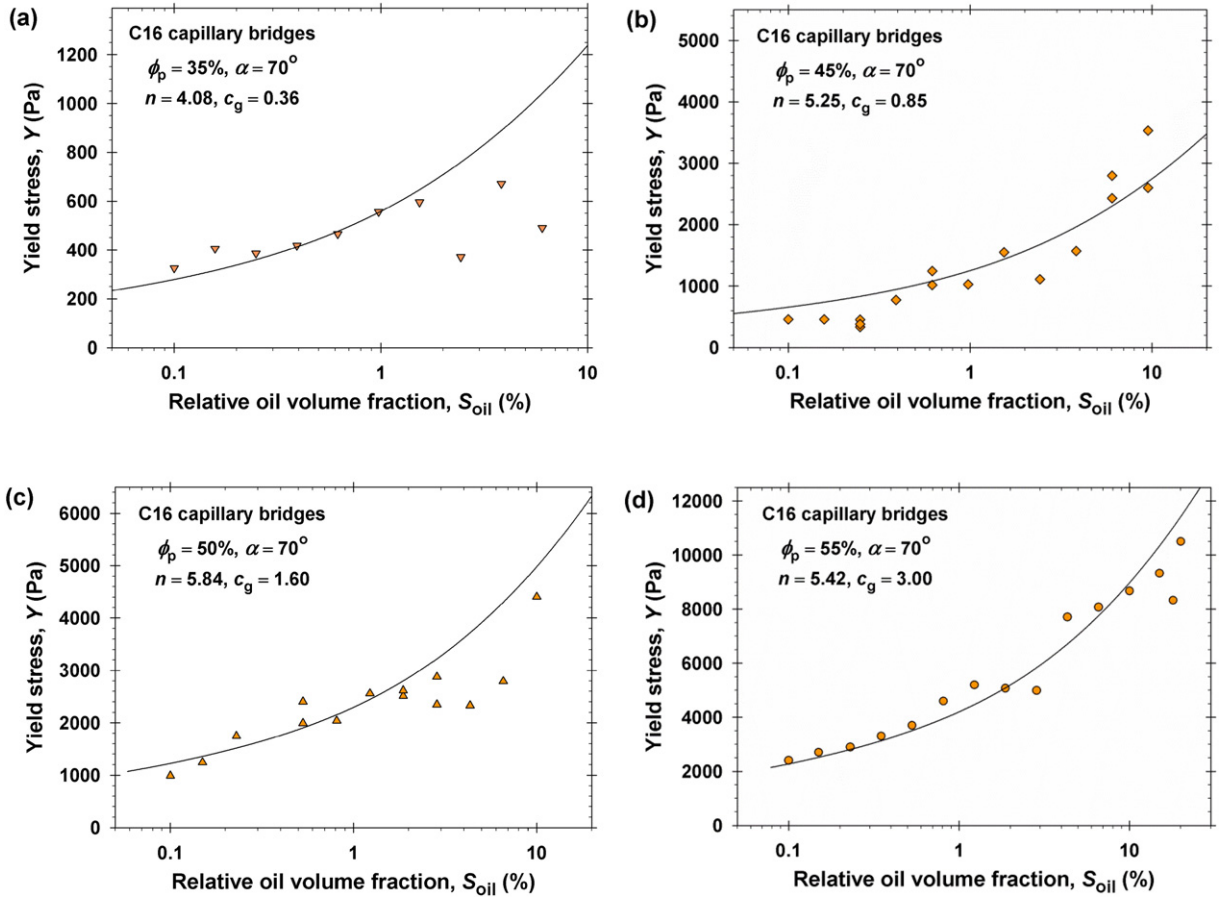 (a)
C16 capillary bridges
ϕp = 35%, α = 70°
n = 4.08, cg = 0.36
Yield stress, Y (Pa)
1200
1000
800
600
400
200
0
0.1 1 10
Relative oil volume fraction, Soil (%)
(b)
C16 capillary bridges
ϕp = 45%, α = 70°
n = 5.25, cg = 0.85
Yield stress, Y (Pa)
5000
4000
3000
2000
1000
0
0.1 1 10
Relative oil volume fraction, Soil (%)
(c)
C16 capillary bridges
ϕp = 50%, α = 70°
n = 5.84, cg = 1.60
Yield stress, Y (Pa)
6000
5000
4000
3000
2000
1000
0
0.1 1 10
Relative oil volume fraction, Soil (%)
(d)
C16 capillary bridges
ϕp = 55%, α = 70°
n = 5.42, cg = 3.00
Yield stress, Y (Pa)
12000
10000
8000
6000
4000
2000
0
0.1 1 10
Relative oil volume fraction, Soil (%)